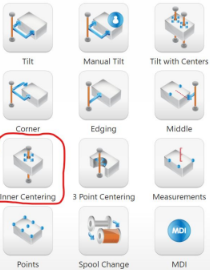 Tilt
Manual Tilt
Tilt with Centers
Corner
Edging
Middle
Inner Centering
3 Point Centering
Measurements
Points
Spool Change
MDI
MDI